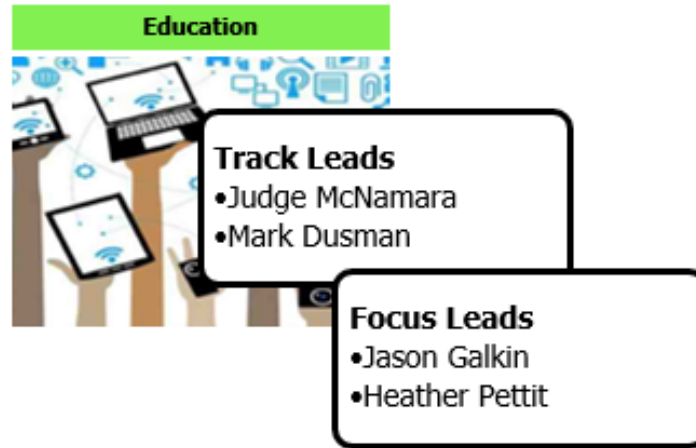 Education
Track Leads
•Judge McNamara
•Mark Dusman
Focus Leads
•Jason Galkin
•Heather Pettit